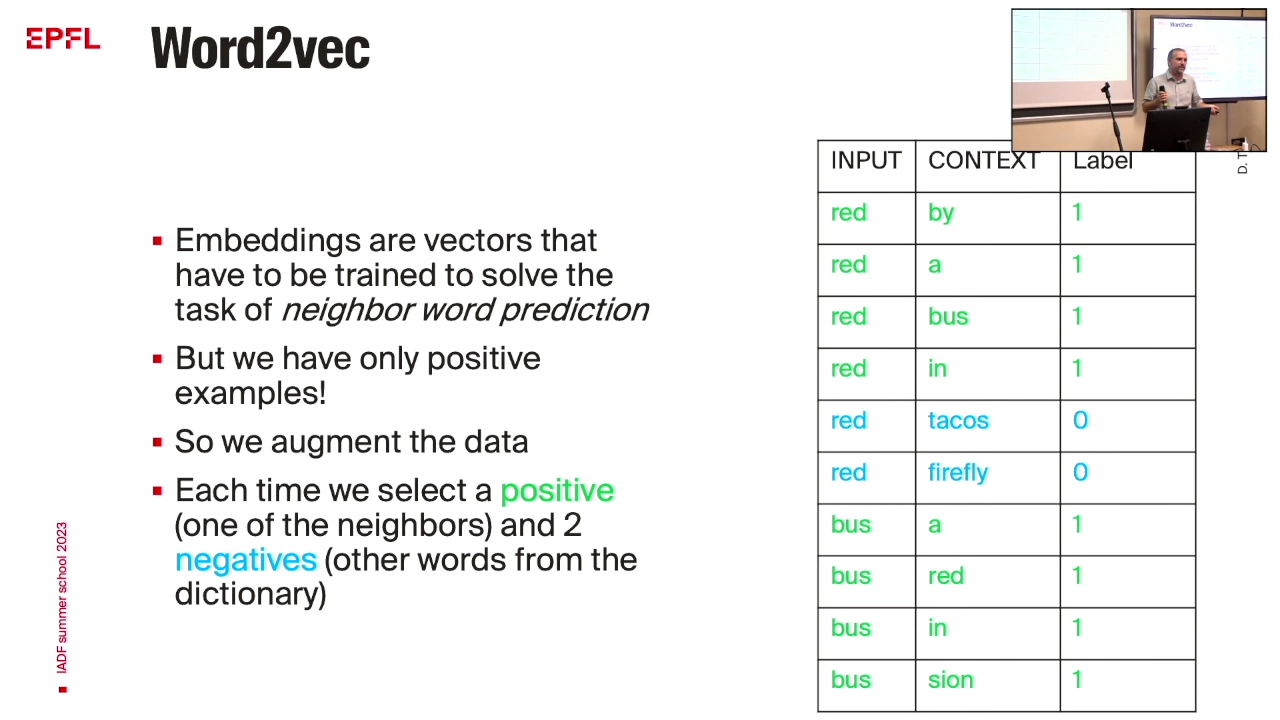 EPFL
Word2vec
Embeddings are vectors that
have to be trained to solve the
task of neighbor word prediction
But we have only positive
examples!
So we augment the data
Each time we select a positive
(one of the neighbors) and 2
negatives (other words from the
dictionary)
INPUT CONTEXT Label
red by 1
red a 1
red bus 1
red in 1
red tacos 0
red firefly 0
bus a 1
bus red 1
bus in 1
bus sion 1
IADF summer school 2023
D. T
Word2vec